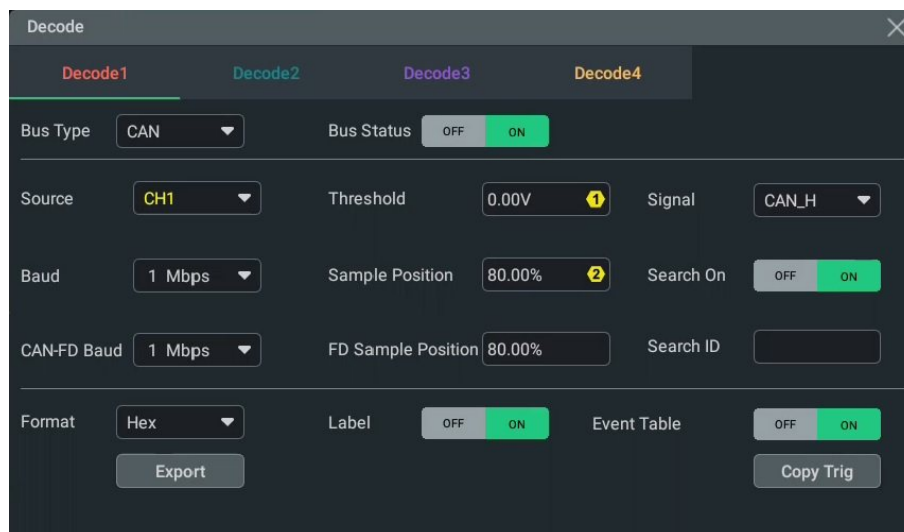 Decode
Decode1 Decode2 Decode3 Decode4
Bus Type CAN Bus Status OFF ON
Source CH1 Threshold 0.00V 1 Signal CAN_H
Baud 1 Mbps Sample Position 80.00% 2 Search On OFF ON
CAN-FD Baud 1 Mbps FD Sample Position 80.00% Search ID
Format Hex Label OFF ON Event Table OFF ON
Export Copy Trig